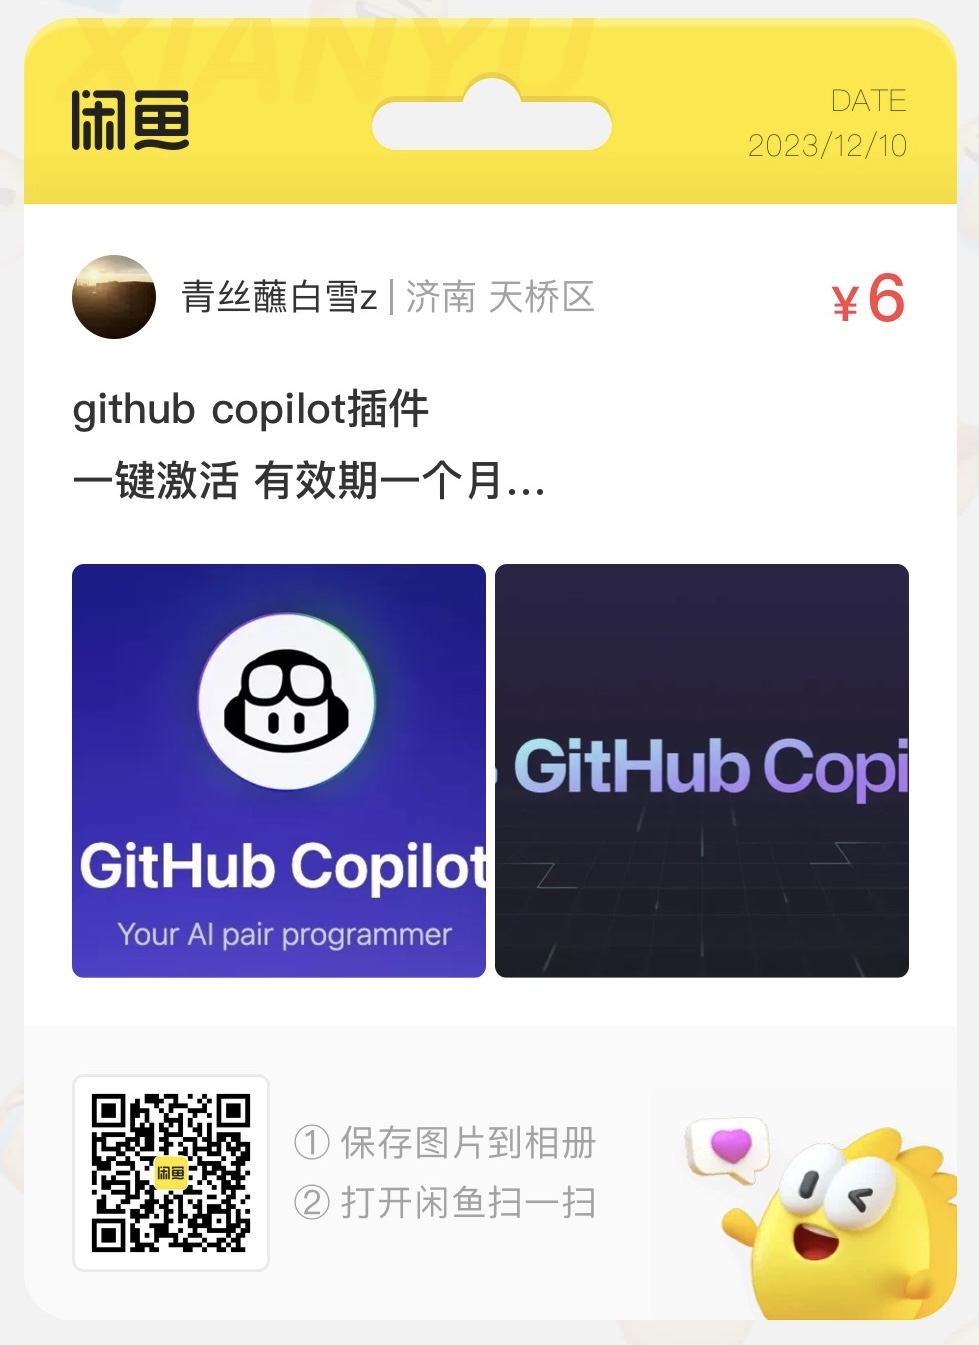 XIANYU
闲鱼
DATE
2023/12/10
青丝蘸白雪z | 济南 天桥区
¥6
github copilot插件
一键激活 有效期一个月...
GitHub Copilot
Your AI pair programmer
GitHub Copi
闲鱼
① 保存图片到相册
② 打开闲鱼扫一扫